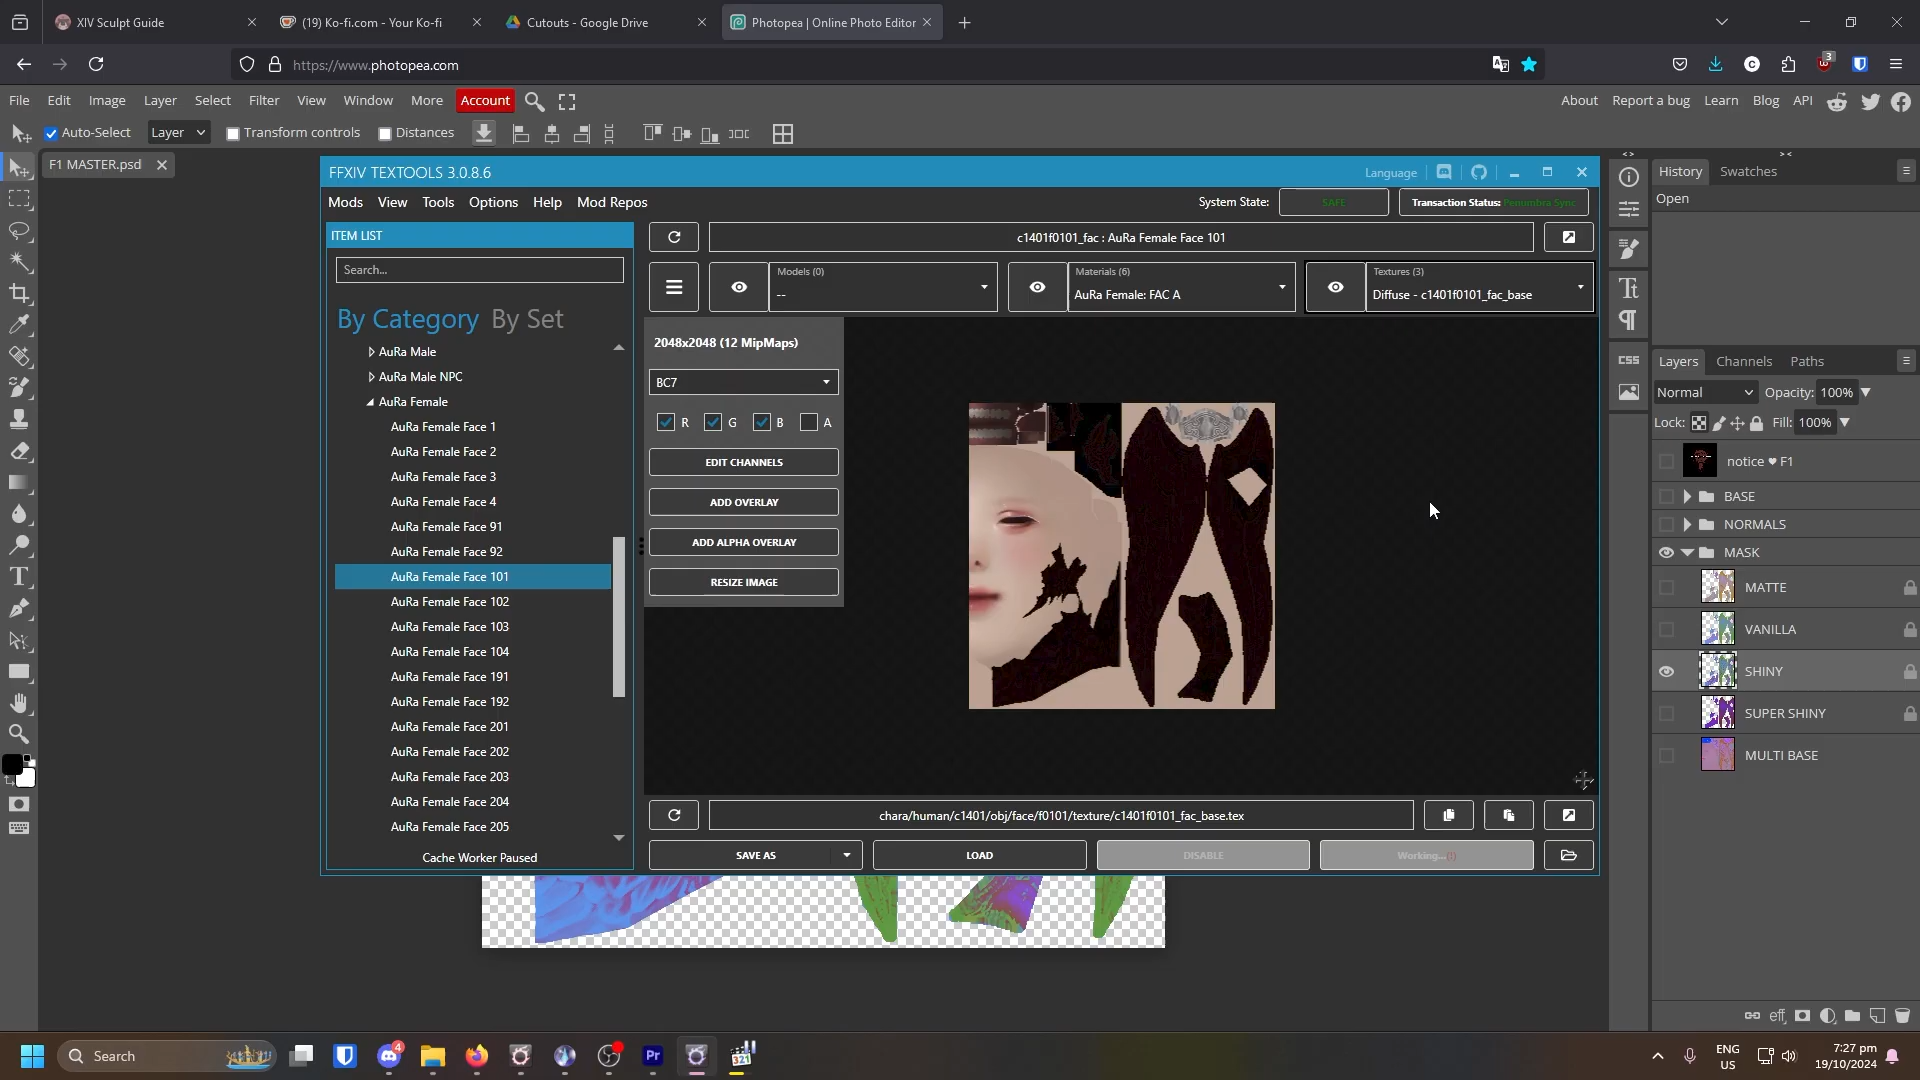 XIV Sculpt Guide
(19) Ko-fi.com - Your Ko-fi
Cutouts - Google Drive
Photopea | Online Photo Editor
https://www.photopea.com
3
File Edit Image Layer Select Filter View Window More Account
About Report a bug Learn Blog API
Auto-Select Layer Transform controls Distances
F1 MASTER.psd
FFXIV TEXTOOLS 3.0.8.6
Language
Mods View Tools Options Help Mod Repos
System State: SAFE
Transaction Status: Penumbra Sync
ITEM LIST
Search...
By Category By Set
AuRa Male
AuRa Male NPC
AuRa Female
AuRa Female Face 1
AuRa Female Face 2
AuRa Female Face 3
AuRa Female Face 4
AuRa Female Face 91
AuRa Female Face 92
AuRa Female Face 101
AuRa Female Face 102
AuRa Female Face 103
AuRa Female Face 104
AuRa Female Face 191
AuRa Female Face 192
AuRa Female Face 201
AuRa Female Face 202
AuRa Female Face 203
AuRa Female Face 204
AuRa Female Face 205
Cache Worker Paused
c1401f0101_fac : AuRa Female Face 101
Models (0)
--
Materials (6)
AuRa Female: FAC A
Textures (3)
Diffuse - c1401f0101_fac_base
2048x2048 (12 MipMaps)
BC7
R G B A
EDIT CHANNELS
ADD OVERLAY
ADD ALPHA OVERLAY
RESIZE IMAGE
chara/human/c1401/obj/face/f0101/texture/c1401f0101_fac_base.tex
SAVE AS LOAD DISABLE Working...(!)
CSS
History Swatches
Open
Layers Channels Paths
Normal Opacity: 100%
Lock: Fill: 100%
notice ♥ F1
BASE
NORMALS
MASK
MATTE
VANILLA
SHINY
SUPER SHINY
MULTI BASE
eff
Search
4
Pr
321
ENG
US
7:27 pm
19/10/2024